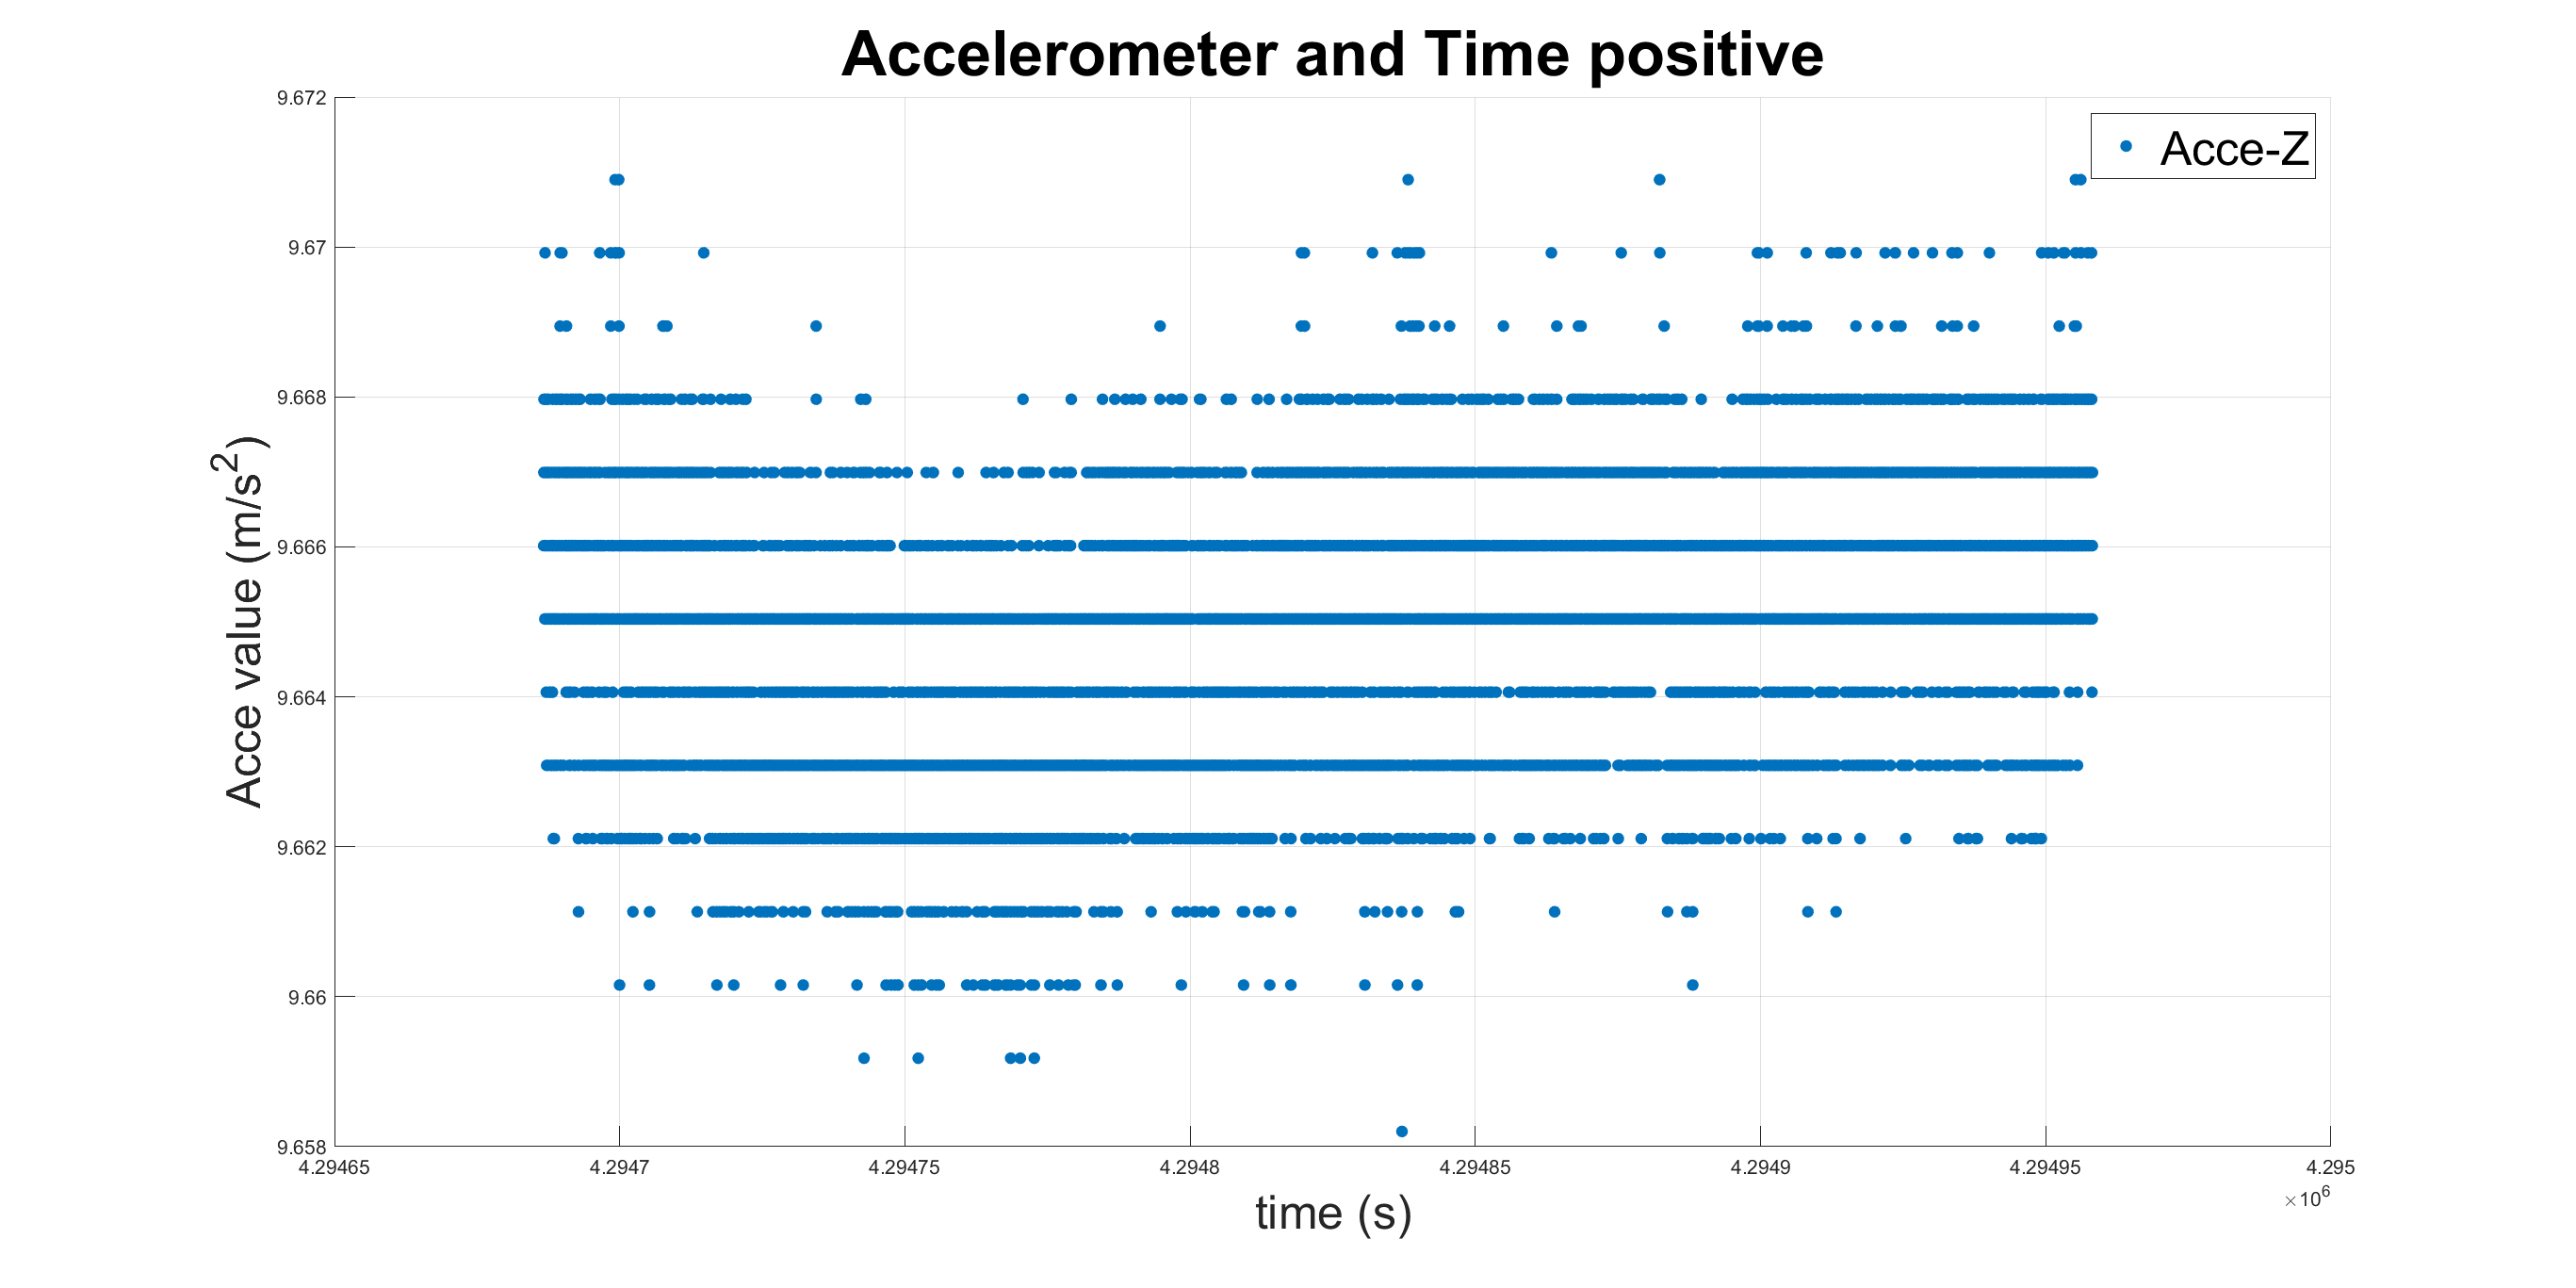 Accelerometer and Time positive
Acce-Z
Acce value (m/s²)
9.672
9.67
9.668
9.666
9.664
9.662
9.66
9.658
4.29465 4.2947 4.29475 4.2948 4.29485 4.2949 4.29495 4.295
×10⁶
time (s)